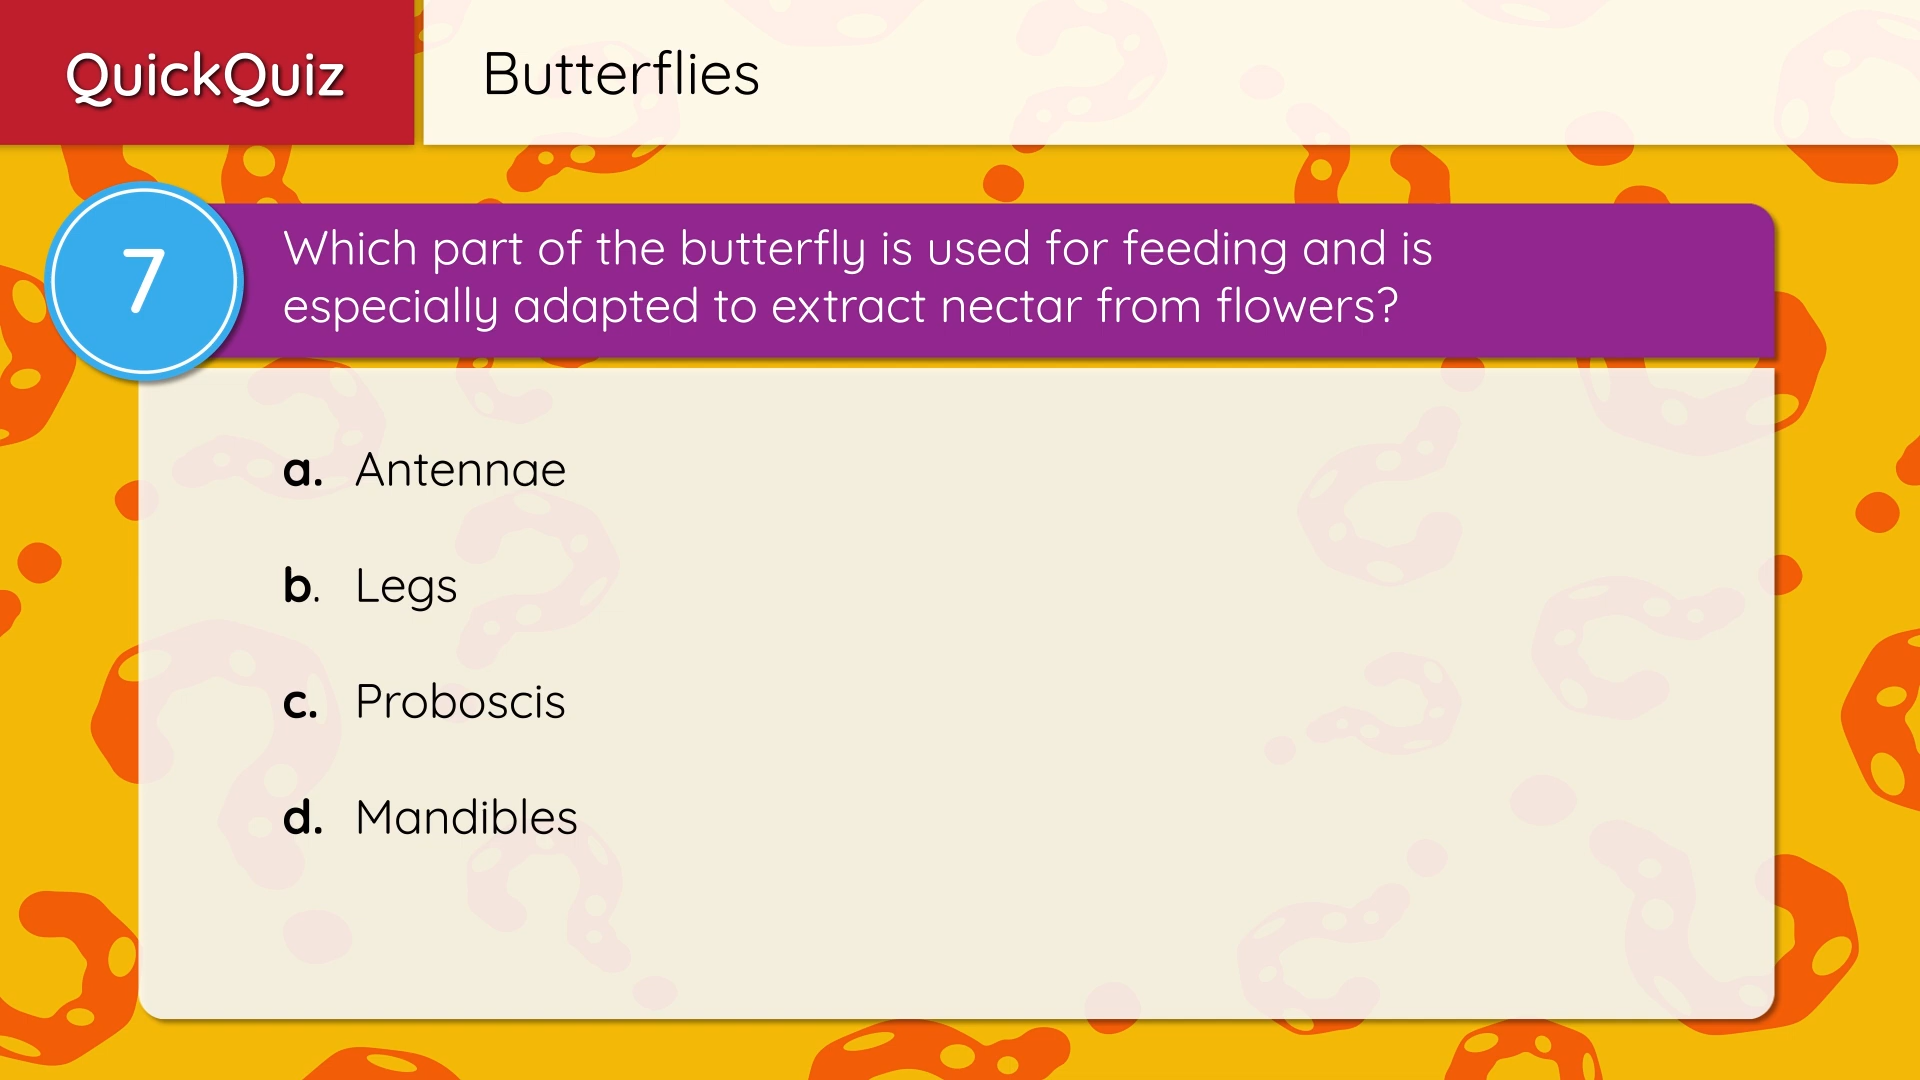 QuickQuiz
Butterflies
7
Which part of the butterfly is used for feeding and is
especially adapted to extract nectar from flowers?
a. Antennae
b. Legs
c. Proboscis
d. Mandibles